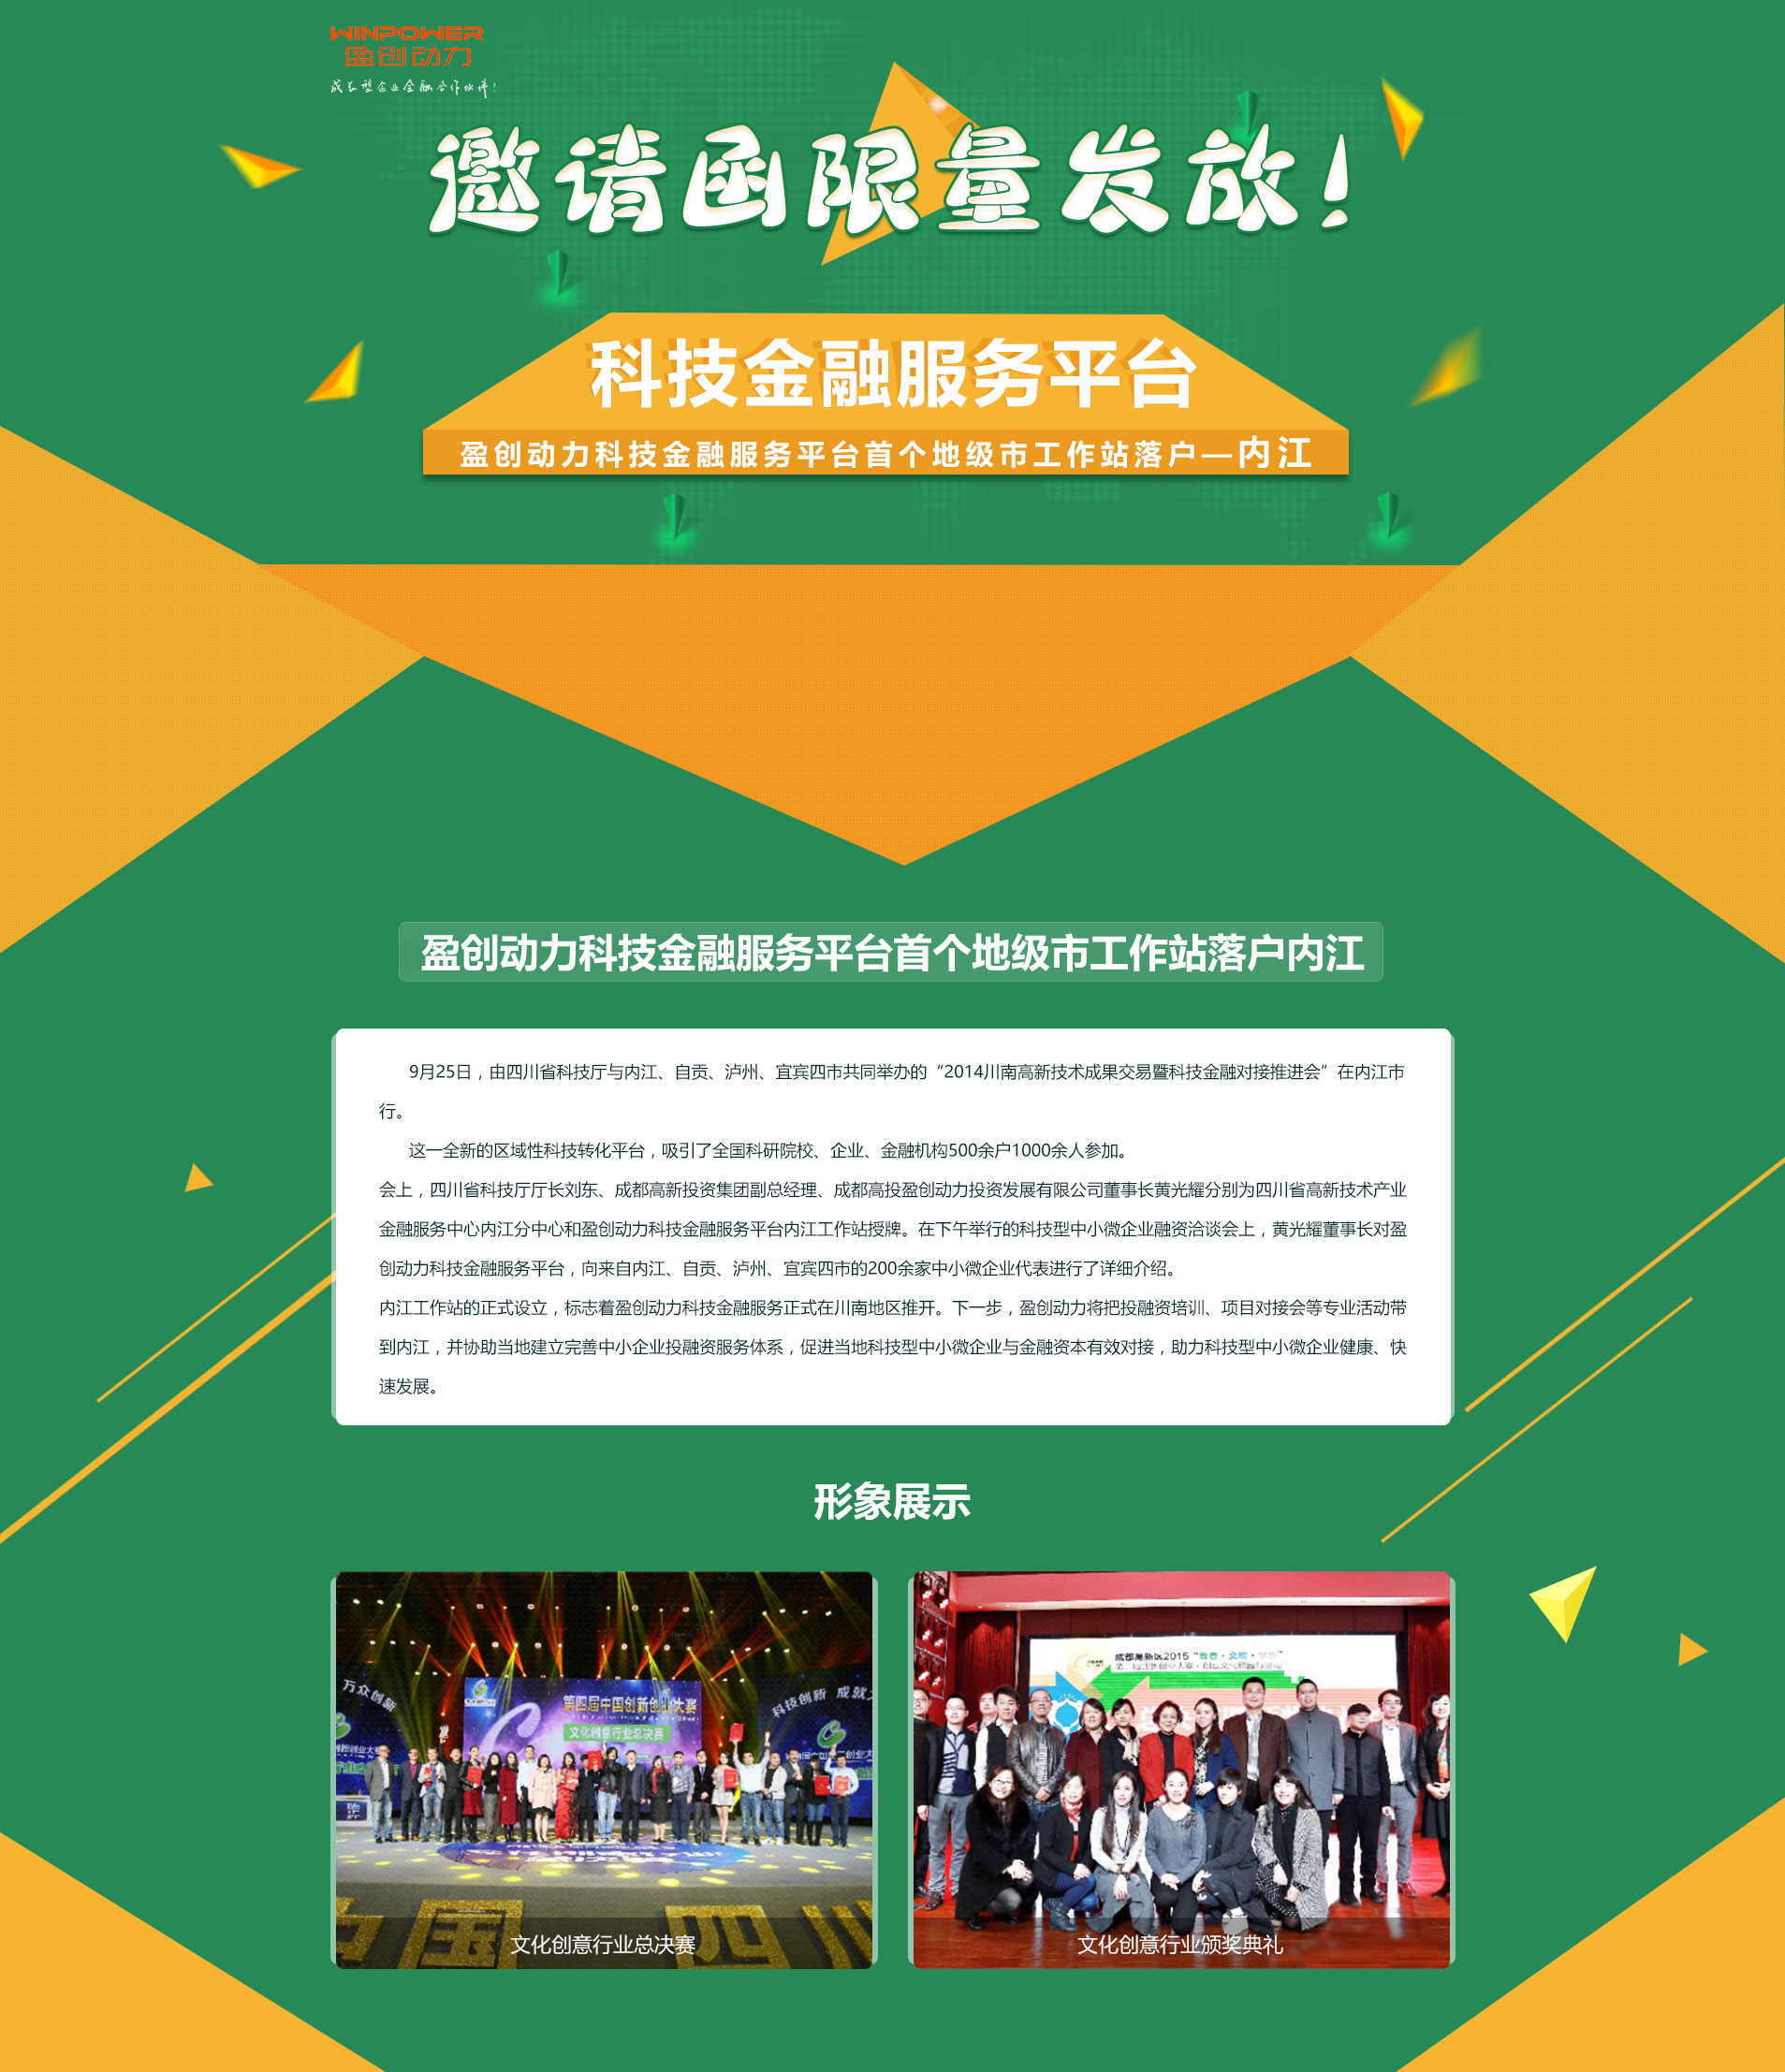 WINPOWER
盈创动力
成长型企业金融合作伙伴!
邀请函限量发放!
科技金融服务平台
盈创动力科技金融服务平台首个地级市工作站落户—内江
盈创动力科技金融服务平台首个地级市工作站落户内江
9月25日，由四川省科技厅与内江、自贡、泸州、宜宾四市共同举办的“2014川南高新技术成果交易暨科技金融对接推进会”在内江市
行。
这一全新的区域性科技转化平台，吸引了全国科研院校、企业、金融机构500余户1000余人参加。
会上，四川省科技厅厅长刘东、成都高新投资集团副总经理、成都高投盈创动力投资发展有限公司董事长黄光耀分别为四川省高新技术产业
金融服务中心内江分中心和盈创动力科技金融服务平台内江工作站授牌。在下午举行的科技型中小微企业融资洽谈会上，黄光耀董事长对盈
创动力科技金融服务平台，向来自内江、自贡、泸州、宜宾四市的200余家中小微企业代表进行了详细介绍。
内江工作站的正式设立，标志着盈创动力科技金融服务正式在川南地区推开。下一步，盈创动力将把投融资培训、项目对接会等专业活动带
到内江，并协助当地建立完善中小企业投融资服务体系，促进当地科技型中小微企业与金融资本有效对接，助力科技型中小微企业健康、快
速发展。
形象展示
万众创新
第四届中国创新创业大赛
文化创意行业总决赛
科技创新 成就
中国 四川
文化创意行业总决赛
成都高新区2015“青春·文苑·
文化创意行业颁奖典礼